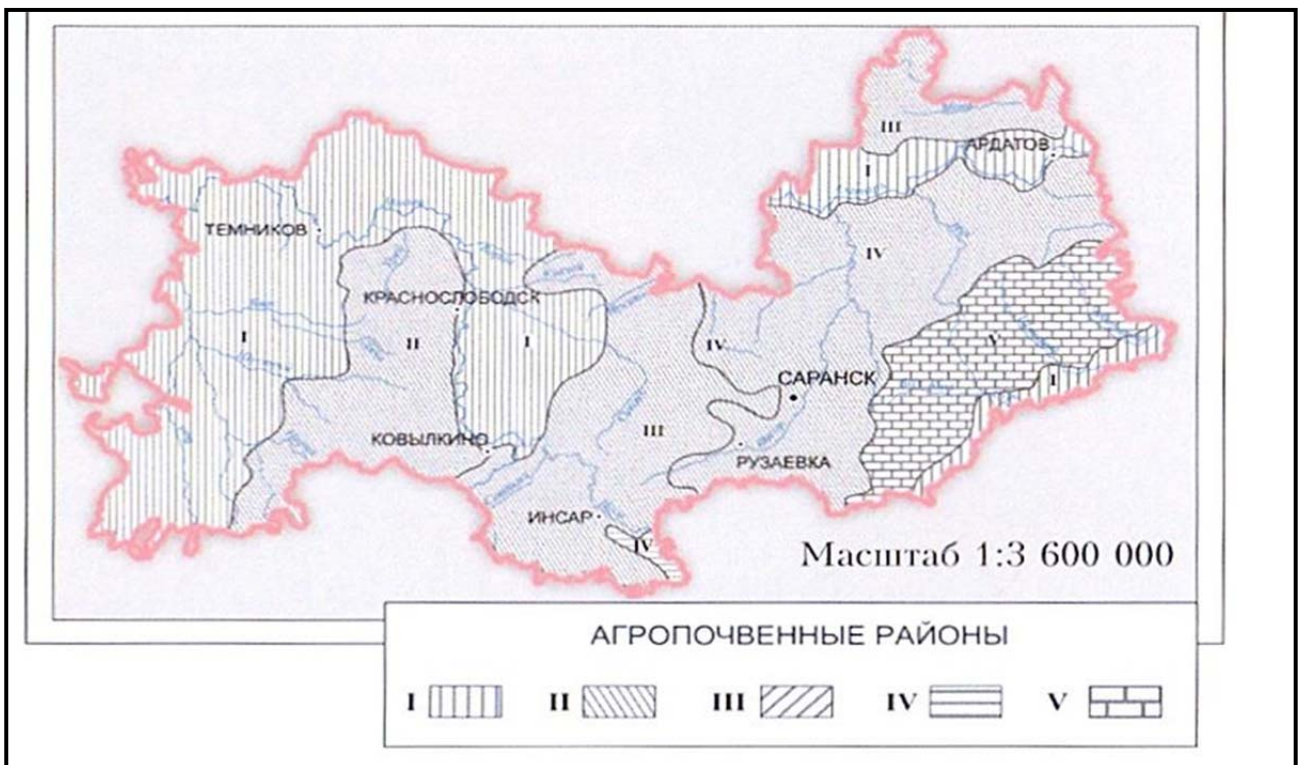 III
АРДАТОВ
I
ТЕМНИКОВ
IV
КРАСНОСЛОБОДСК
I
II
I
IV
V
САРАНСК
I
III
КОВЫЛКИНО
РУЗАЕВКА
ИНСАР
IV
Масштаб 1:3 600 000
АГРОПОЧВЕННЫЕ РАЙОНЫ
I II III IV V